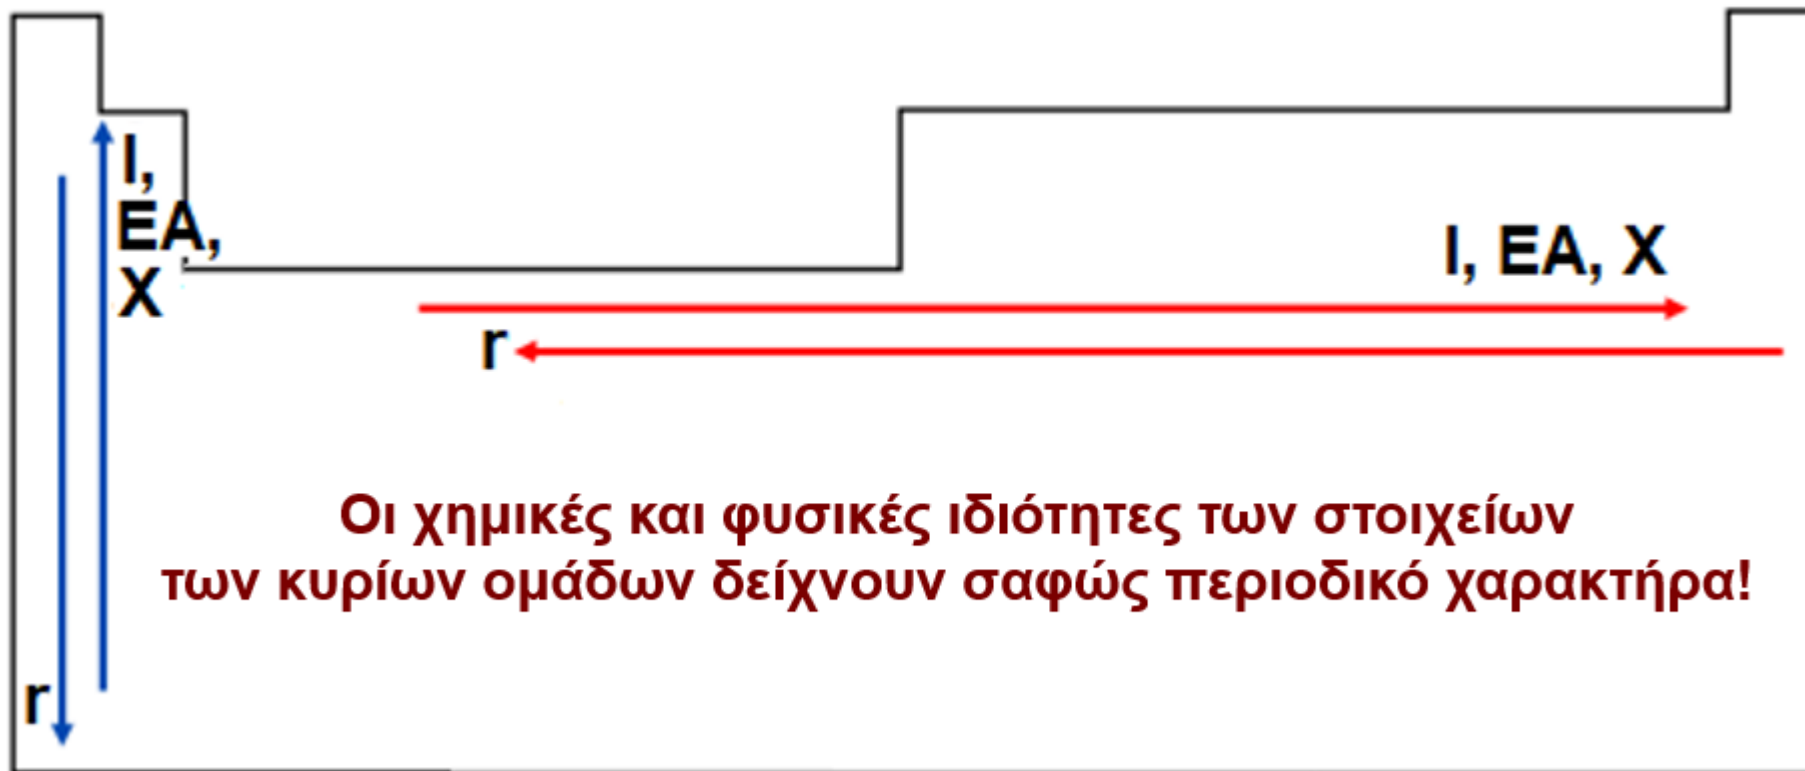 I,
EA,
X
I, EA, X
r
Οι χημικές και φυσικές ιδιότητες των στοιχείων
των κυρίων ομάδων δείχνουν σαφώς περιοδικό χαρακτήρα!
r